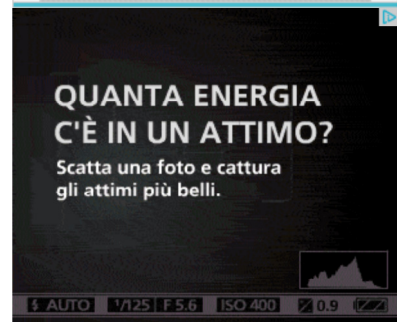 QUANTA ENERGIA
C'È IN UN ATTIMO?
Scatta una foto e cattura
gli attimi più belli.
AUTO 1/125 F 5.6 ISO 400 0.9